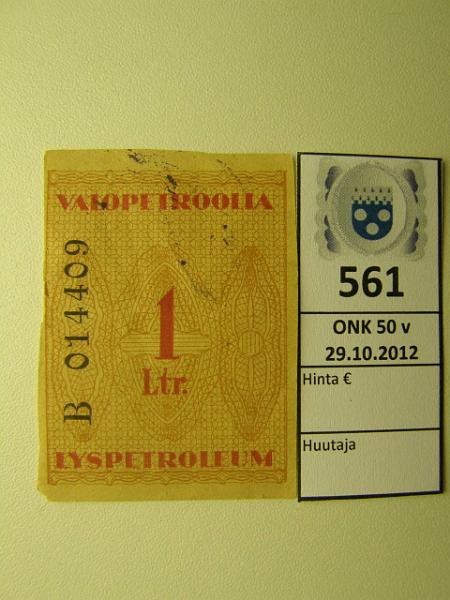 VALOPETROOLIA
B 014409
1
Ltr.
LYSPETROLEUM
561
ONK 50 v
29.10.2012
Hinta €
Huutaja